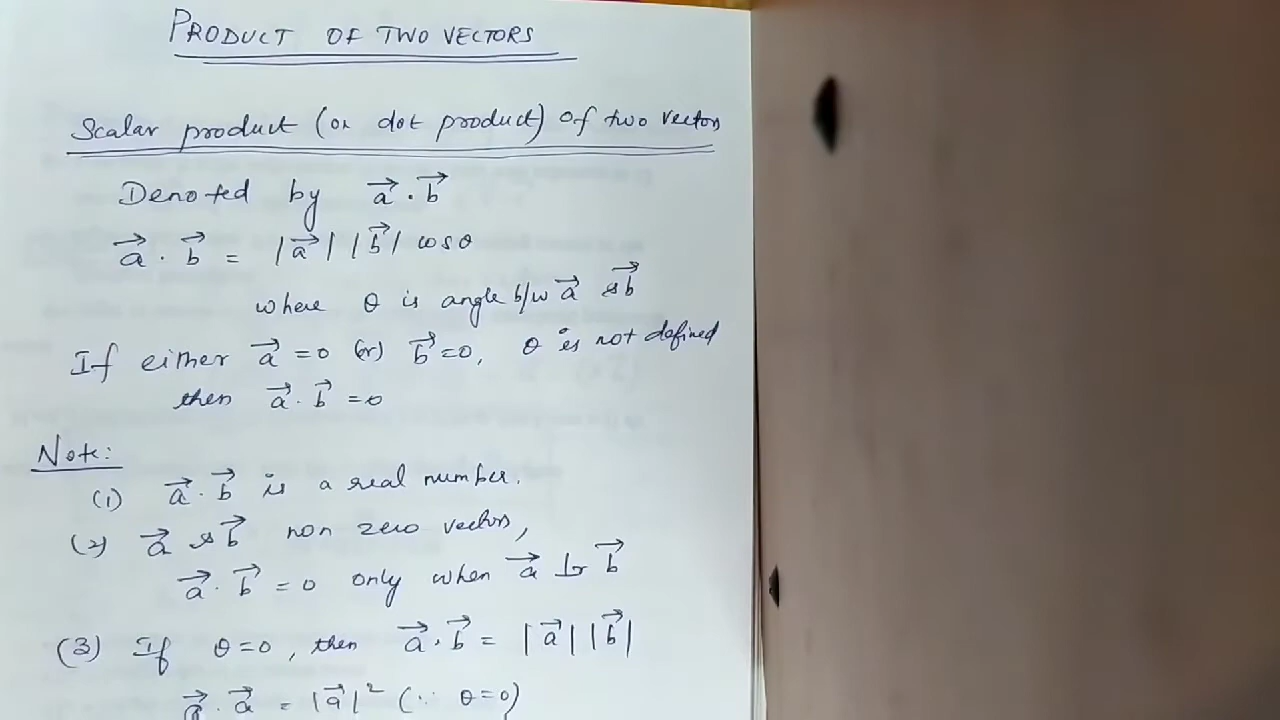 PRODUCT OF TWO VECTORS
Scalar product (or dot product) of two vectors
Denoted by a⃗ . b⃗
a⃗ . b⃗ = |a⃗| |b⃗| cosθ
where θ is angle b/w a⃗ & b⃗
If either a⃗ = 0 (or) b⃗ = 0, θ is not defined
then a⃗ . b⃗ = 0
Note:
(1) a⃗ . b⃗ is a real number.
(2) a⃗ & b⃗ non zero vectors,
a⃗ . b⃗ = 0 only when a⃗ ⊥r b⃗
(3) If θ = 0, then a⃗ . b⃗ = |a⃗| |b⃗|
a⃗ . a⃗ = |a⃗|² (∵ θ = 0)